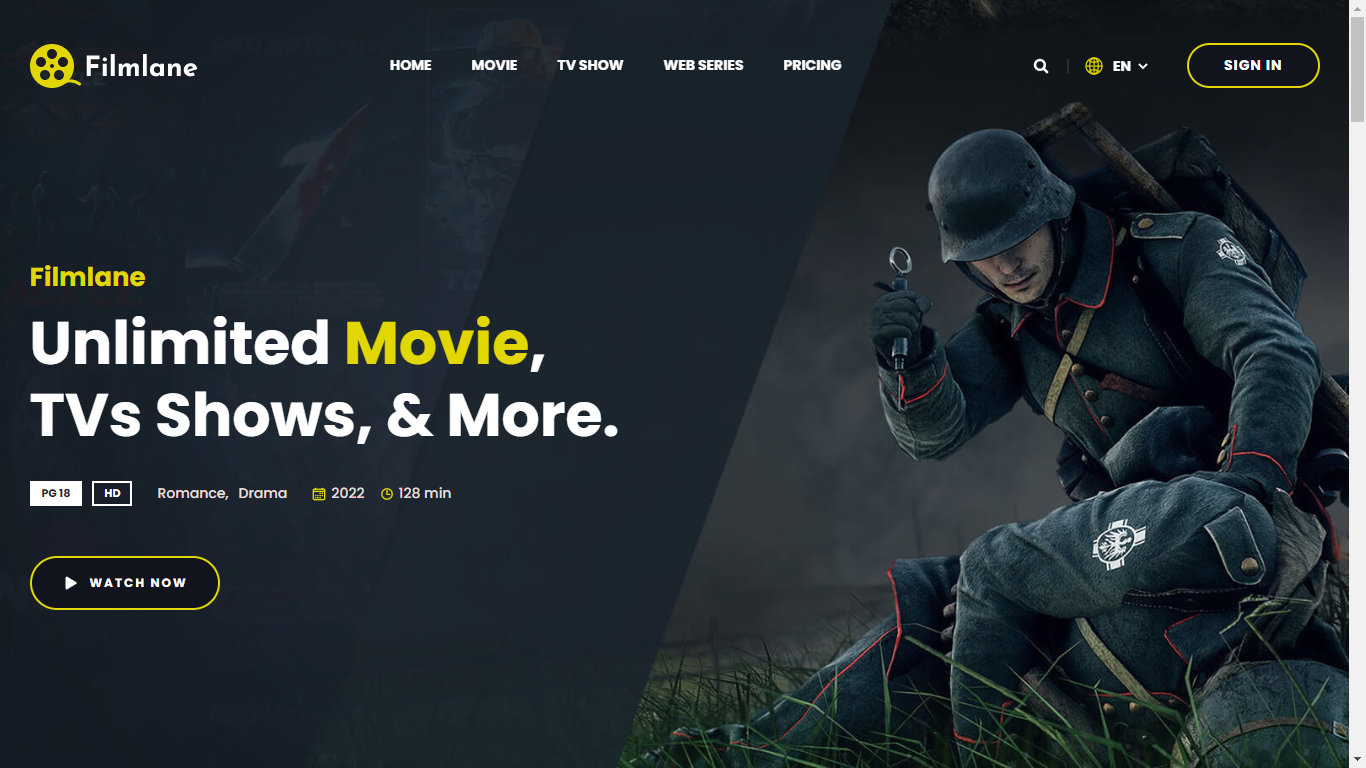 Filmlane
HOME MOVIE TV SHOW WEB SERIES PRICING
EN
SIGN IN
Filmlane
Unlimited Movie,
TVs Shows, & More.
PG 18 HD Romance, Drama 2022 128 min
WATCH NOW